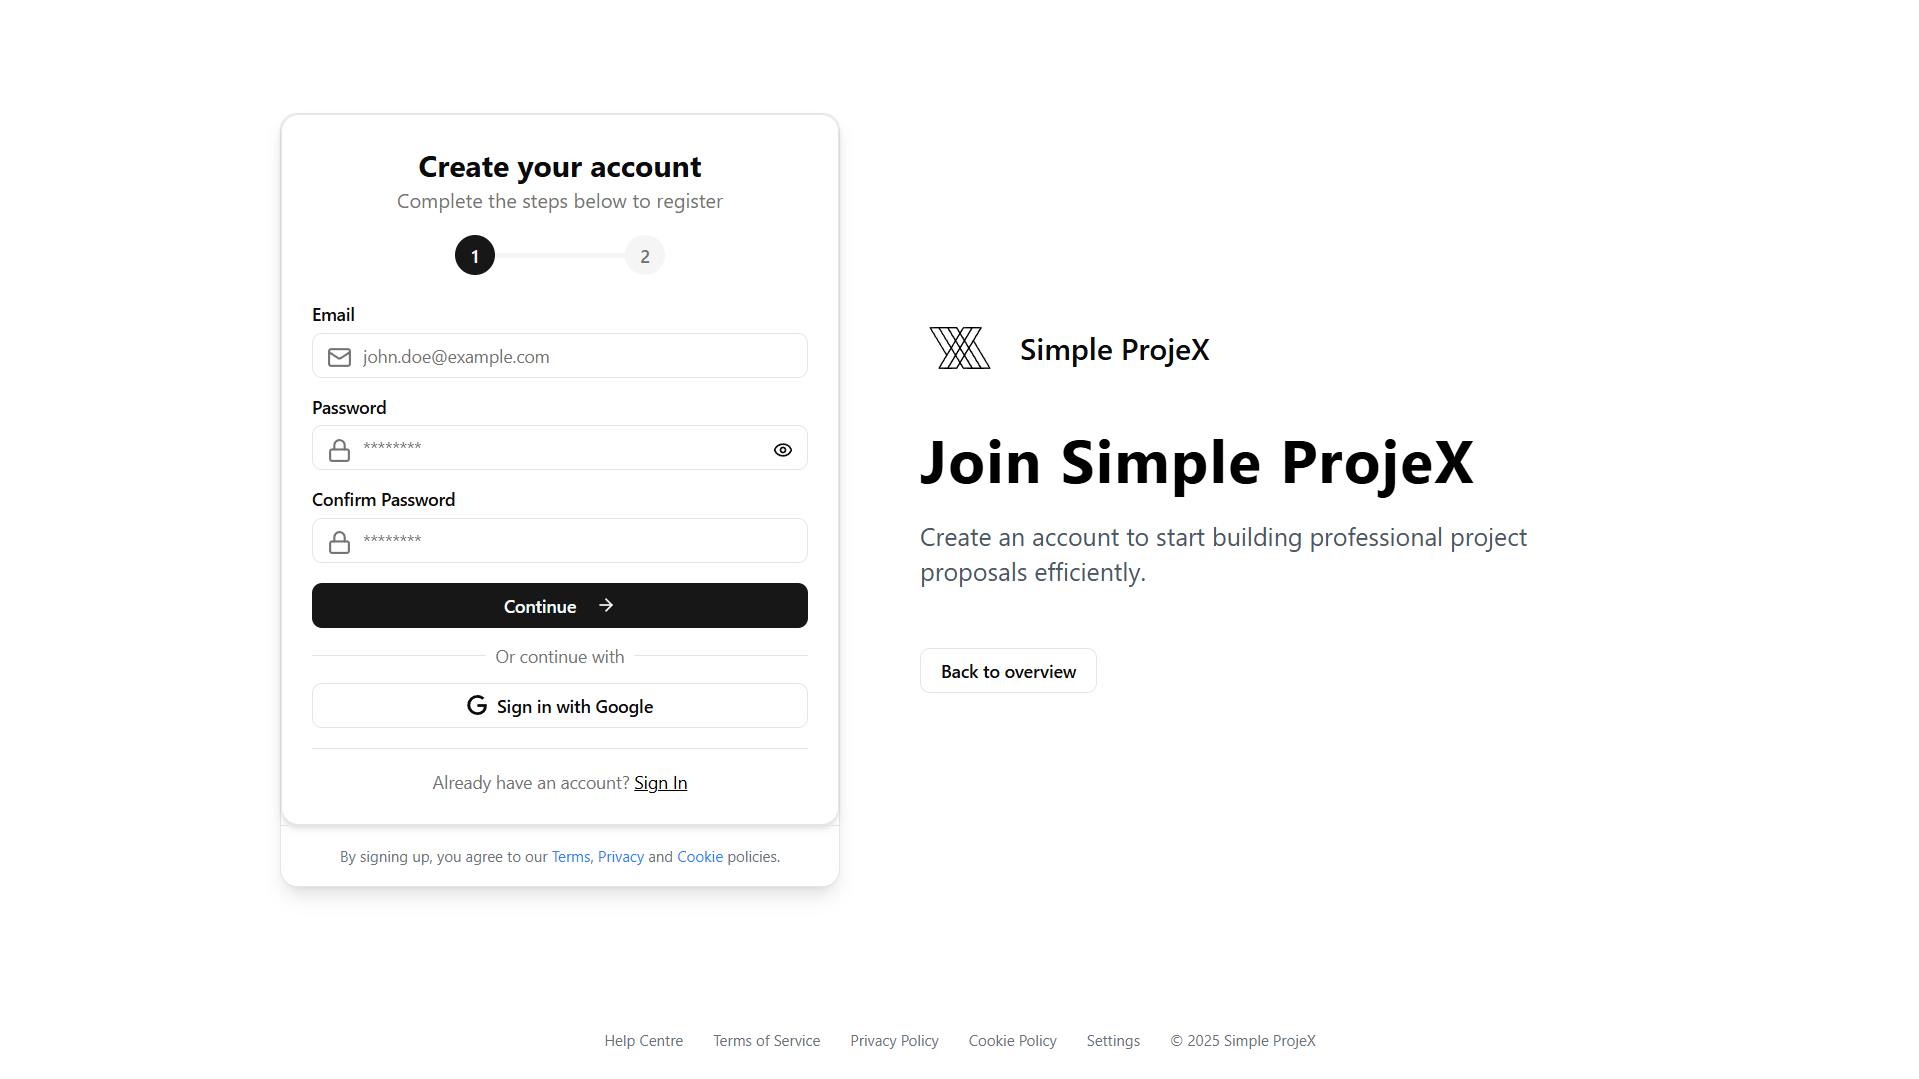 Create your account
Complete the steps below to register
1
2
Email
john.doe@example.com
Password
********
Confirm Password
********
Continue
Or continue with
Sign in with Google
Already have an account? Sign In
By signing up, you agree to our Terms, Privacy and Cookie policies.
Simple ProjeX
Join Simple ProjeX
Create an account to start building professional project
proposals efficiently.
Back to overview
Help Centre
Terms of Service
Privacy Policy
Cookie Policy
Settings
© 2025 Simple ProjeX